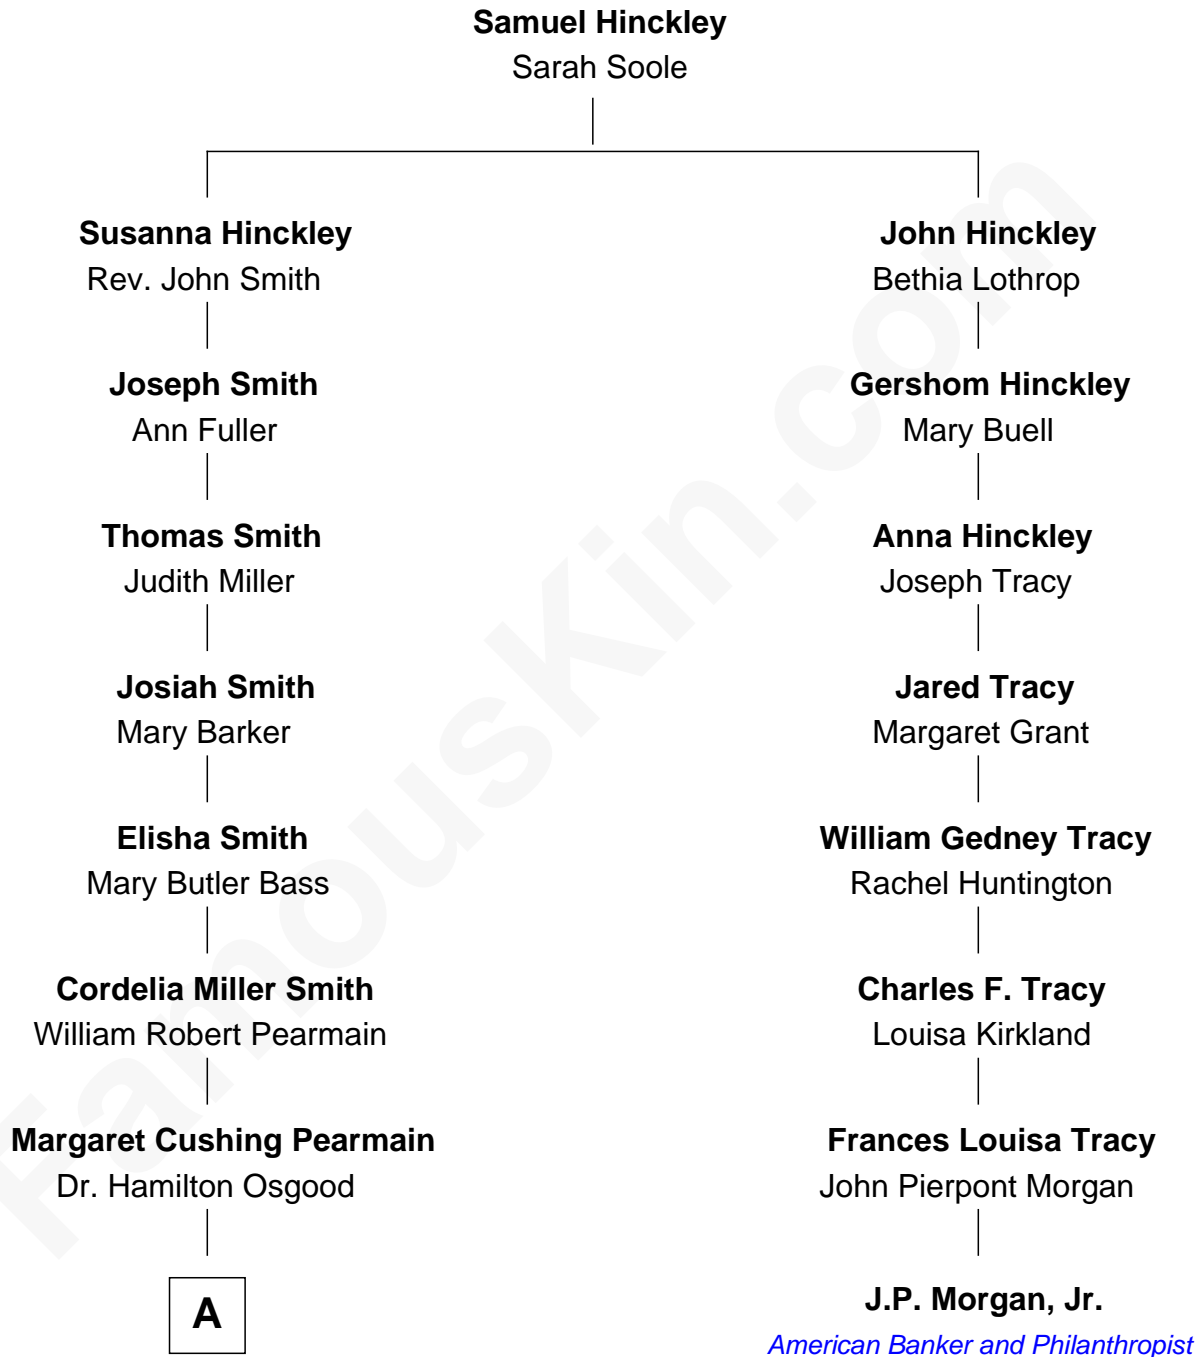 Samuel Hinckley
Sarah Soole
Susanna Hinckley
Rev. John Smith
John Hinckley
Bethia Lothrop
Joseph Smith
Ann Fuller
Gershom Hinckley
Mary Buell
Thomas Smith
Judith Miller
Anna Hinckley
Joseph Tracy
Josiah Smith
Mary Barker
Jared Tracy
Margaret Grant
Elisha Smith
Mary Butler Bass
William Gedney Tracy
Rachel Huntington
Cordelia Miller Smith
William Robert Pearmain
Charles F. Tracy
Louisa Kirkland
Margaret Cushing Pearmain
Dr. Hamilton Osgood
Frances Louisa Tracy
John Pierpont Morgan
A
J.P. Morgan, Jr.
American Banker and Philanthropist
FamousKin.com